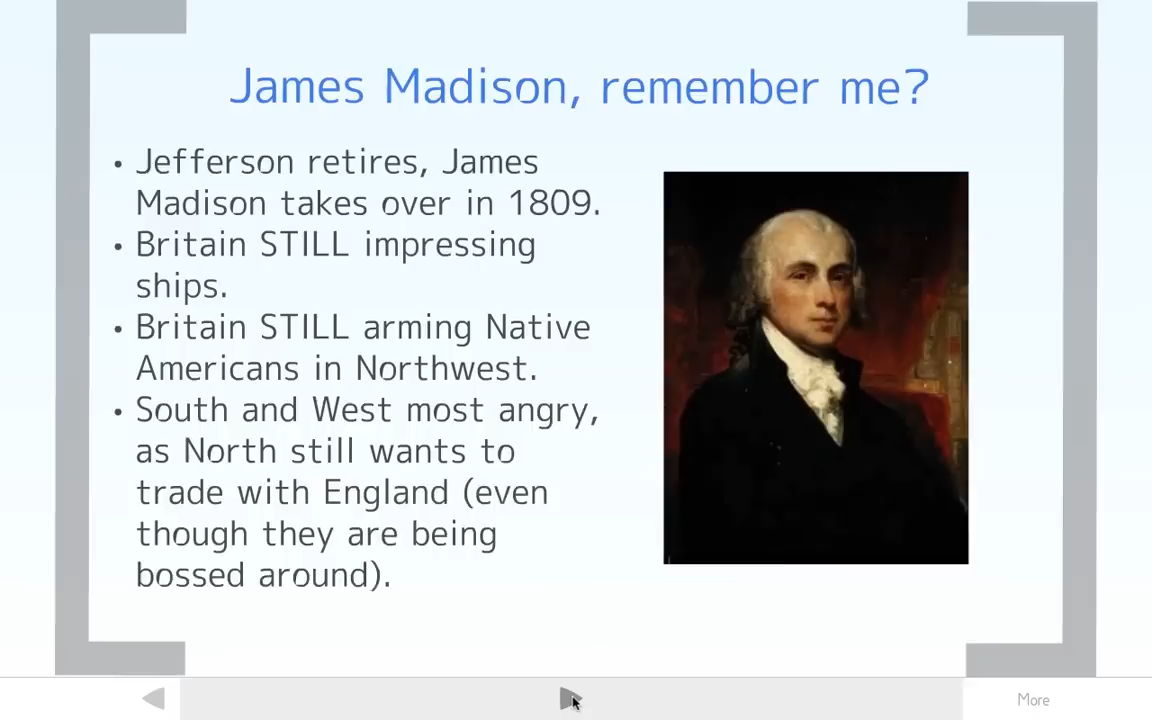 James Madison, remember me?
• Jefferson retires, James
Madison takes over in 1809.
• Britain STILL impressing
ships.
• Britain STILL arming Native
Americans in Northwest.
• South and West most angry,
as North still wants to
trade with England (even
though they are being
bossed around).
More